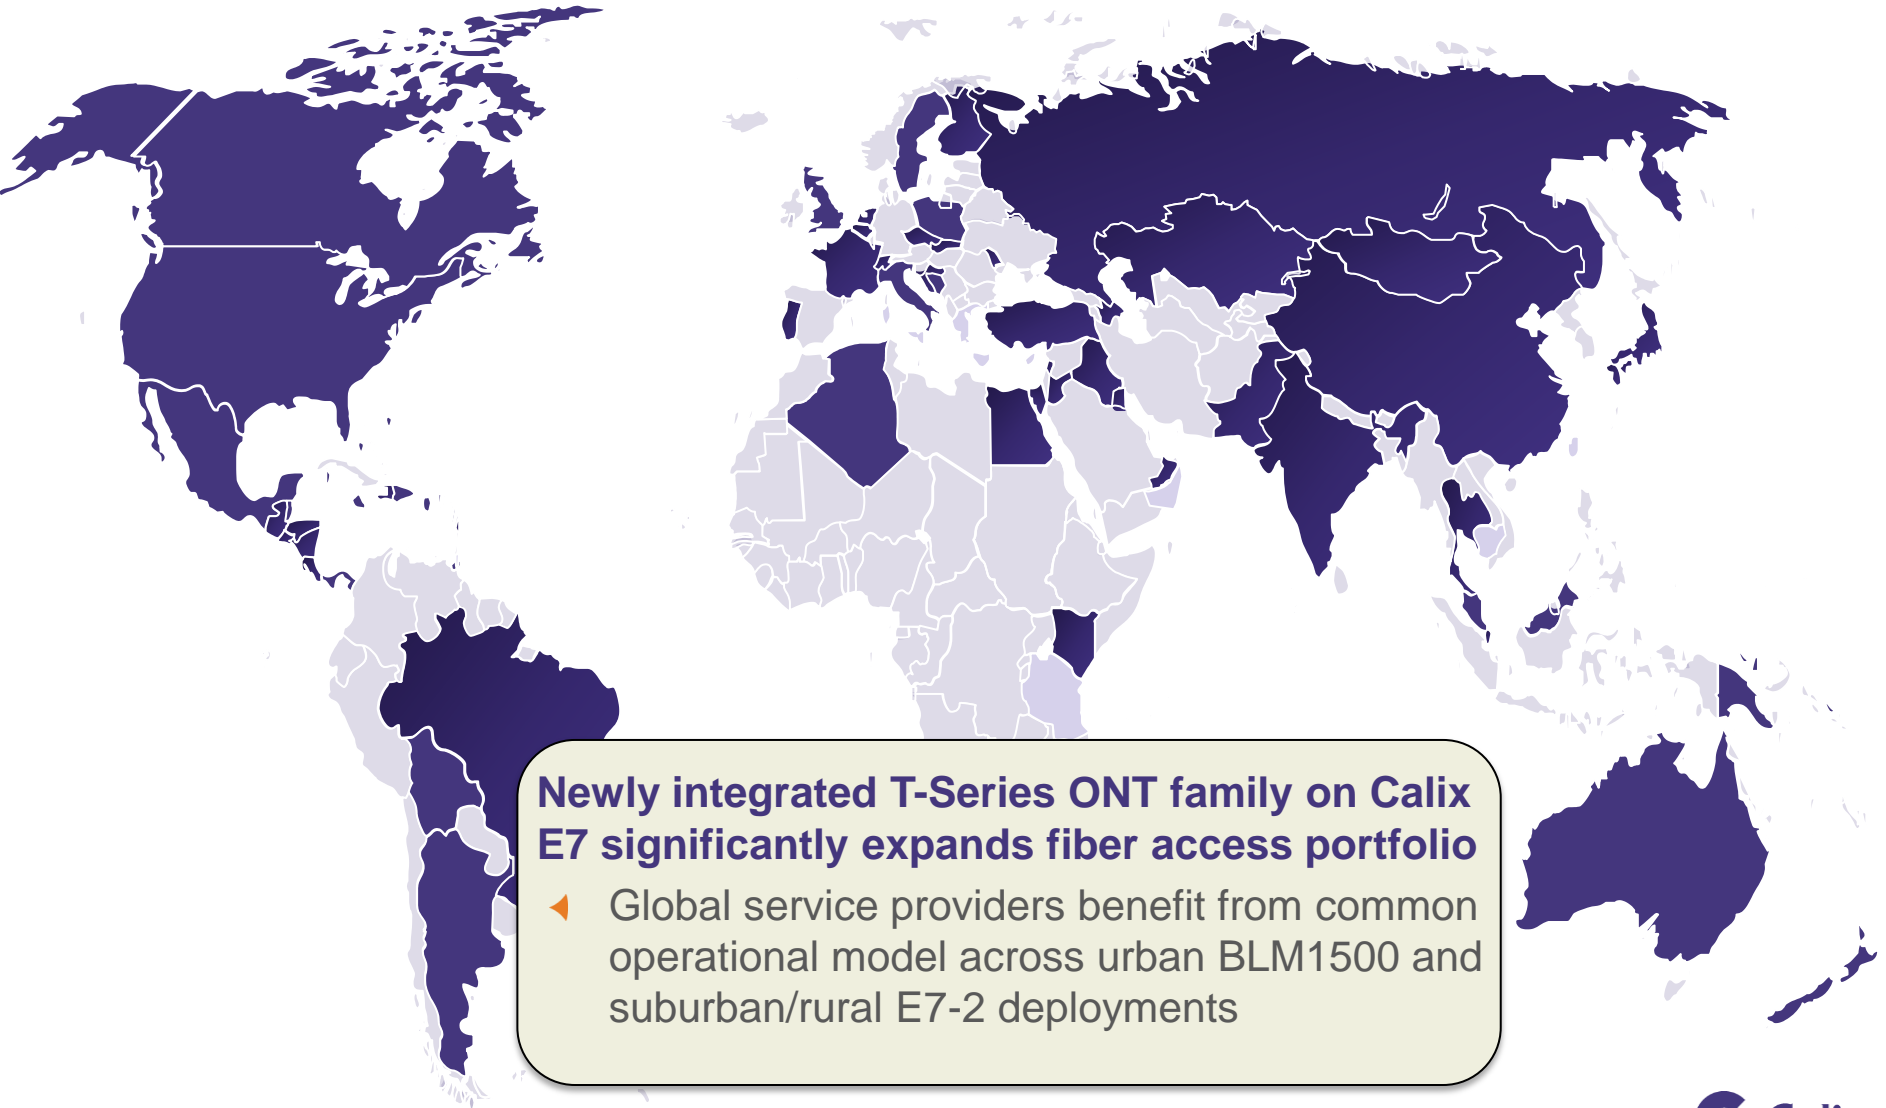 Newly integrated T-Series ONT family on Calix
E7 significantly expands fiber access portfolio
Global service providers benefit from common
operational model across urban BLM1500 and
suburban/rural E7-2 deployments